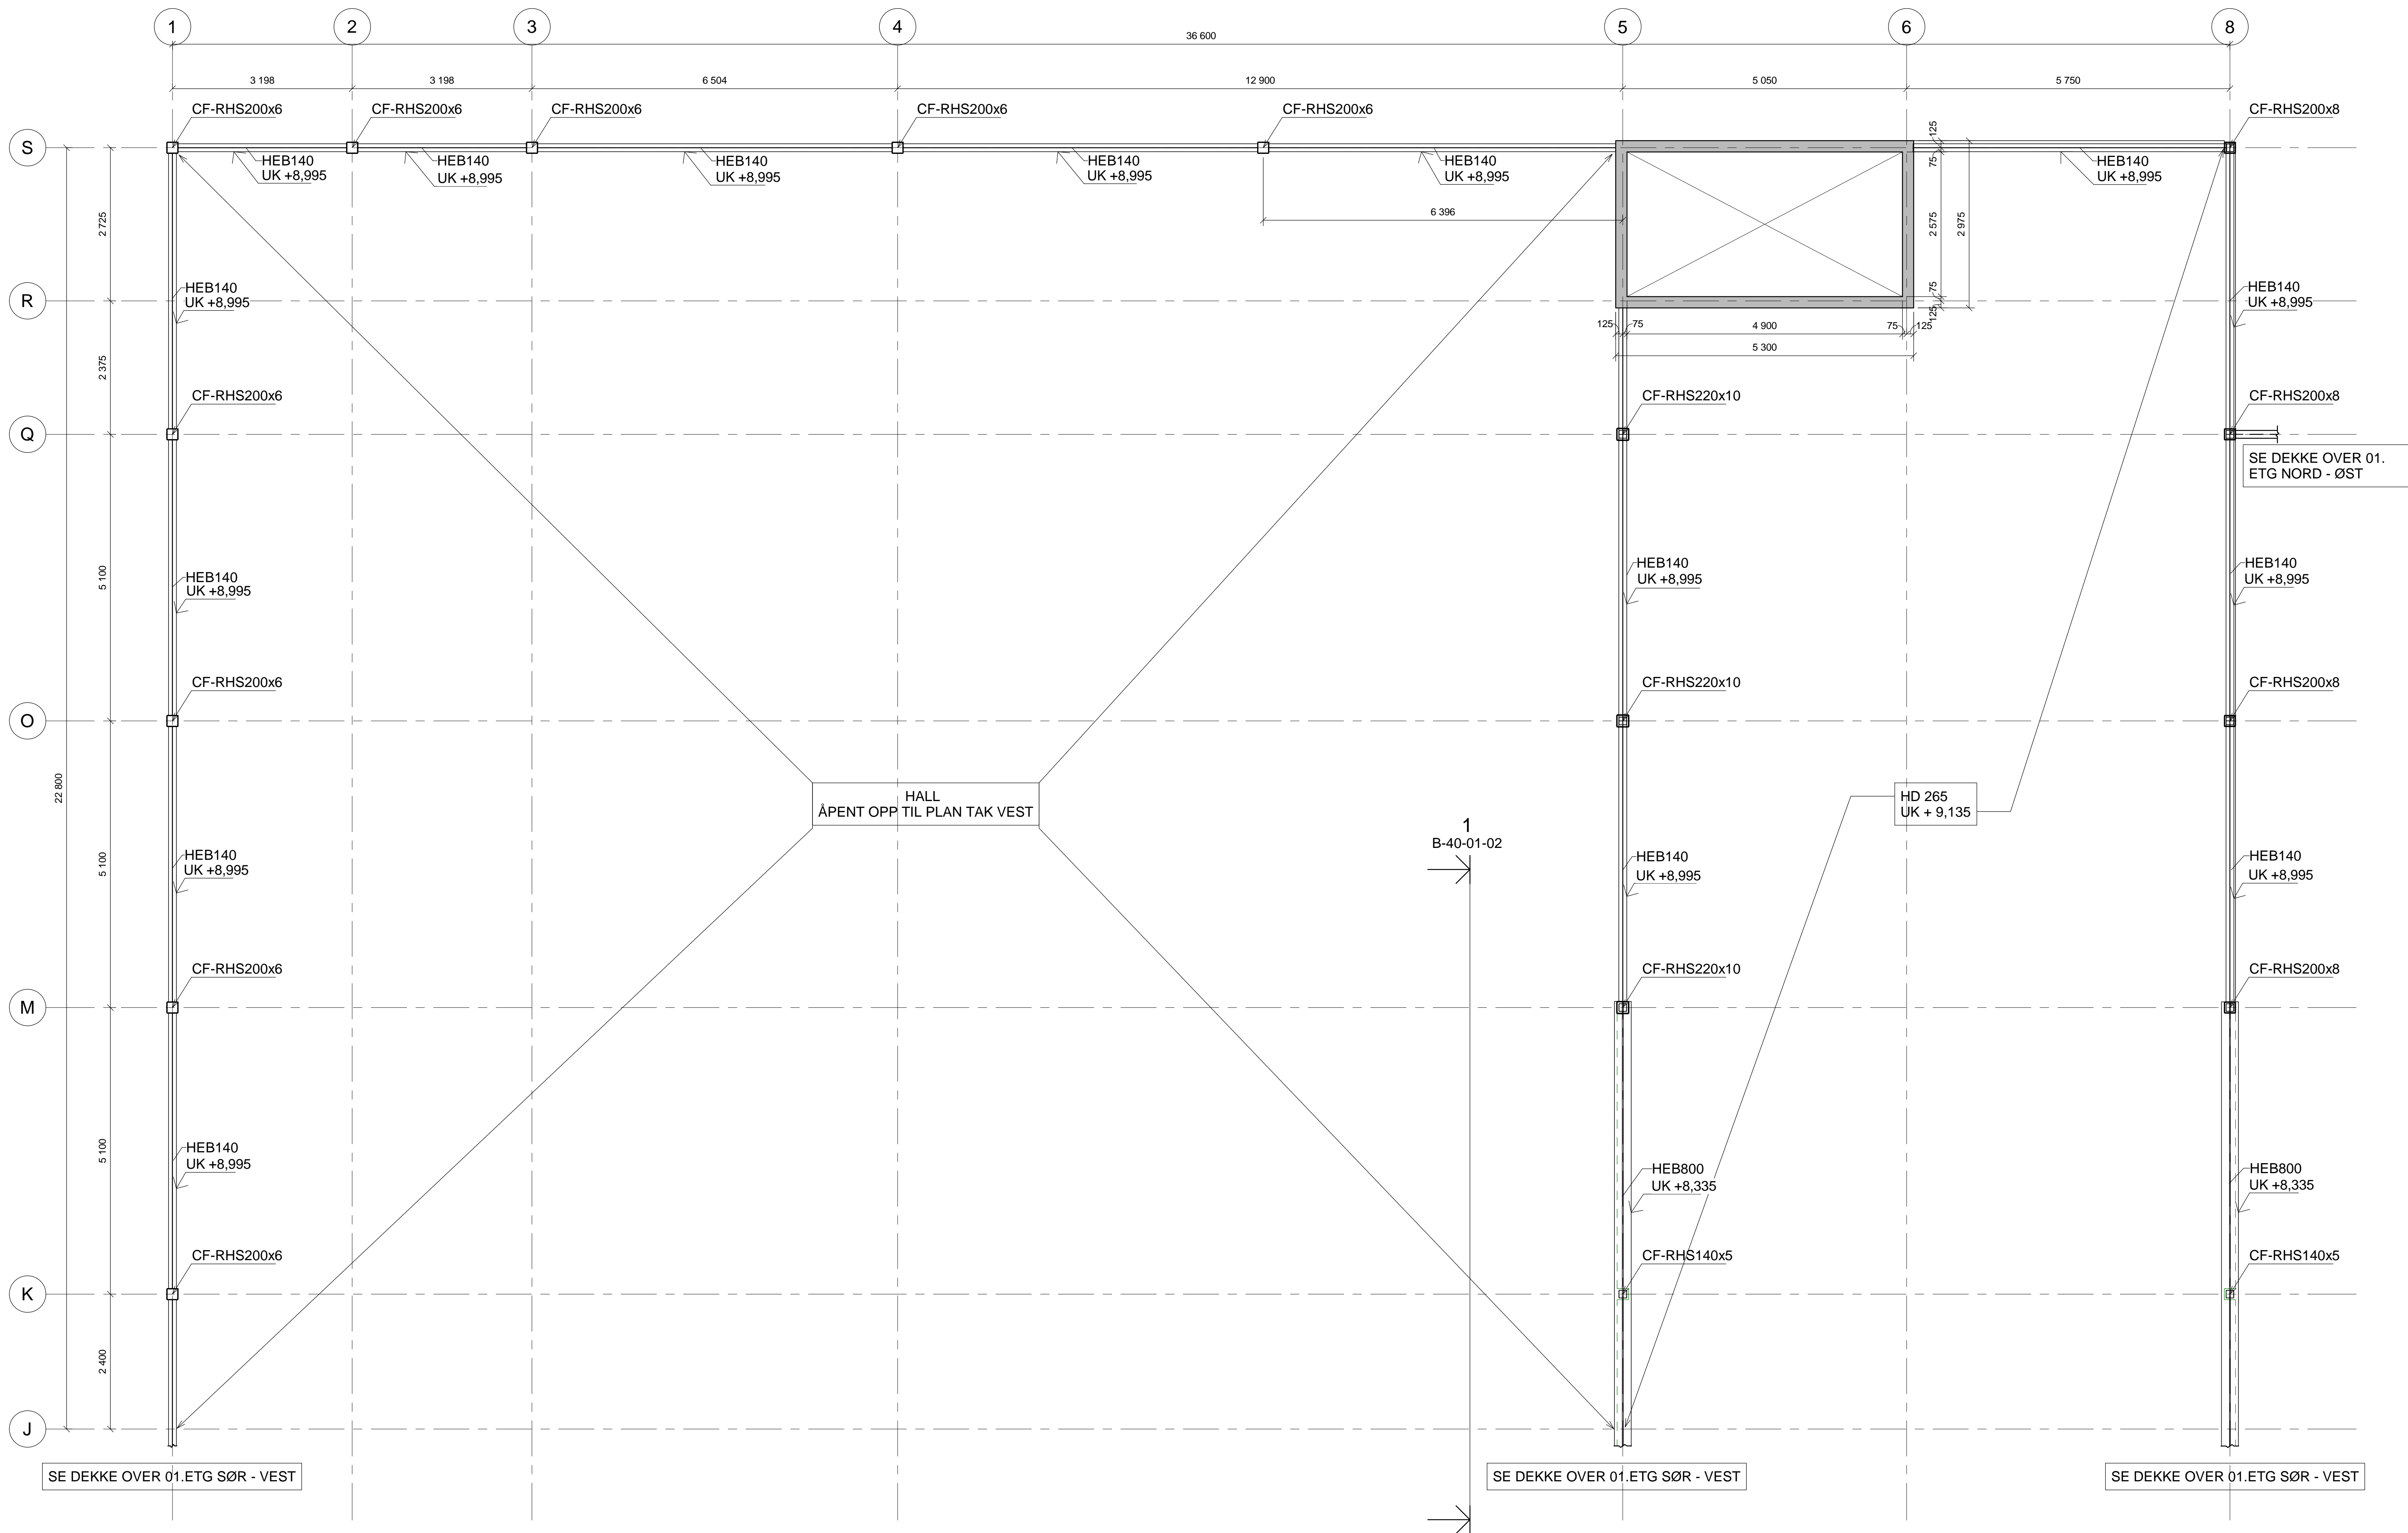 1
2
3
4
5
6
8
36 600
3 198
3 198
6 504
12 900
5 050
5 750
CF-RHS200x6
CF-RHS200x6
CF-RHS200x6
CF-RHS200x6
CF-RHS200x6
CF-RHS200x8
S
HEB140
UK +8,995
HEB140
UK +8,995
HEB140
UK +8,995
HEB140
UK +8,995
HEB140
UK +8,995
HEB140
UK +8,995
125
75
2 575
2 975
75
125
2 725
6 396
R
HEB140
UK +8,995
HEB140
UK +8,995
125
75
4 900
75
125
5 300
2 375
CF-RHS200x6
CF-RHS220x10
CF-RHS200x8
Q
SE DEKKE OVER 01.
ETG NORD - ØST
5 100
HEB140
UK +8,995
HEB140
UK +8,995
HEB140
UK +8,995
CF-RHS200x6
CF-RHS220x10
CF-RHS200x8
O
22 800
HALL
ÅPENT OPP TIL PLAN TAK VEST
HD 265
UK + 9,135
1
B-40-01-02
5 100
HEB140
UK +8,995
HEB140
UK +8,995
HEB140
UK +8,995
CF-RHS200x6
CF-RHS220x10
CF-RHS200x8
M
5 100
HEB140
UK +8,995
HEB800
UK +8,335
HEB800
UK +8,335
CF-RHS200x6
CF-RHS140x5
CF-RHS140x5
K
2 400
J
SE DEKKE OVER 01.ETG SØR - VEST
SE DEKKE OVER 01.ETG SØR - VEST
SE DEKKE OVER 01.ETG SØR - VEST